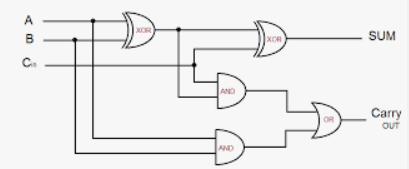 A
XOR
XOR
SUM
B
Cin
AND
Carry
OR
OUT
AND